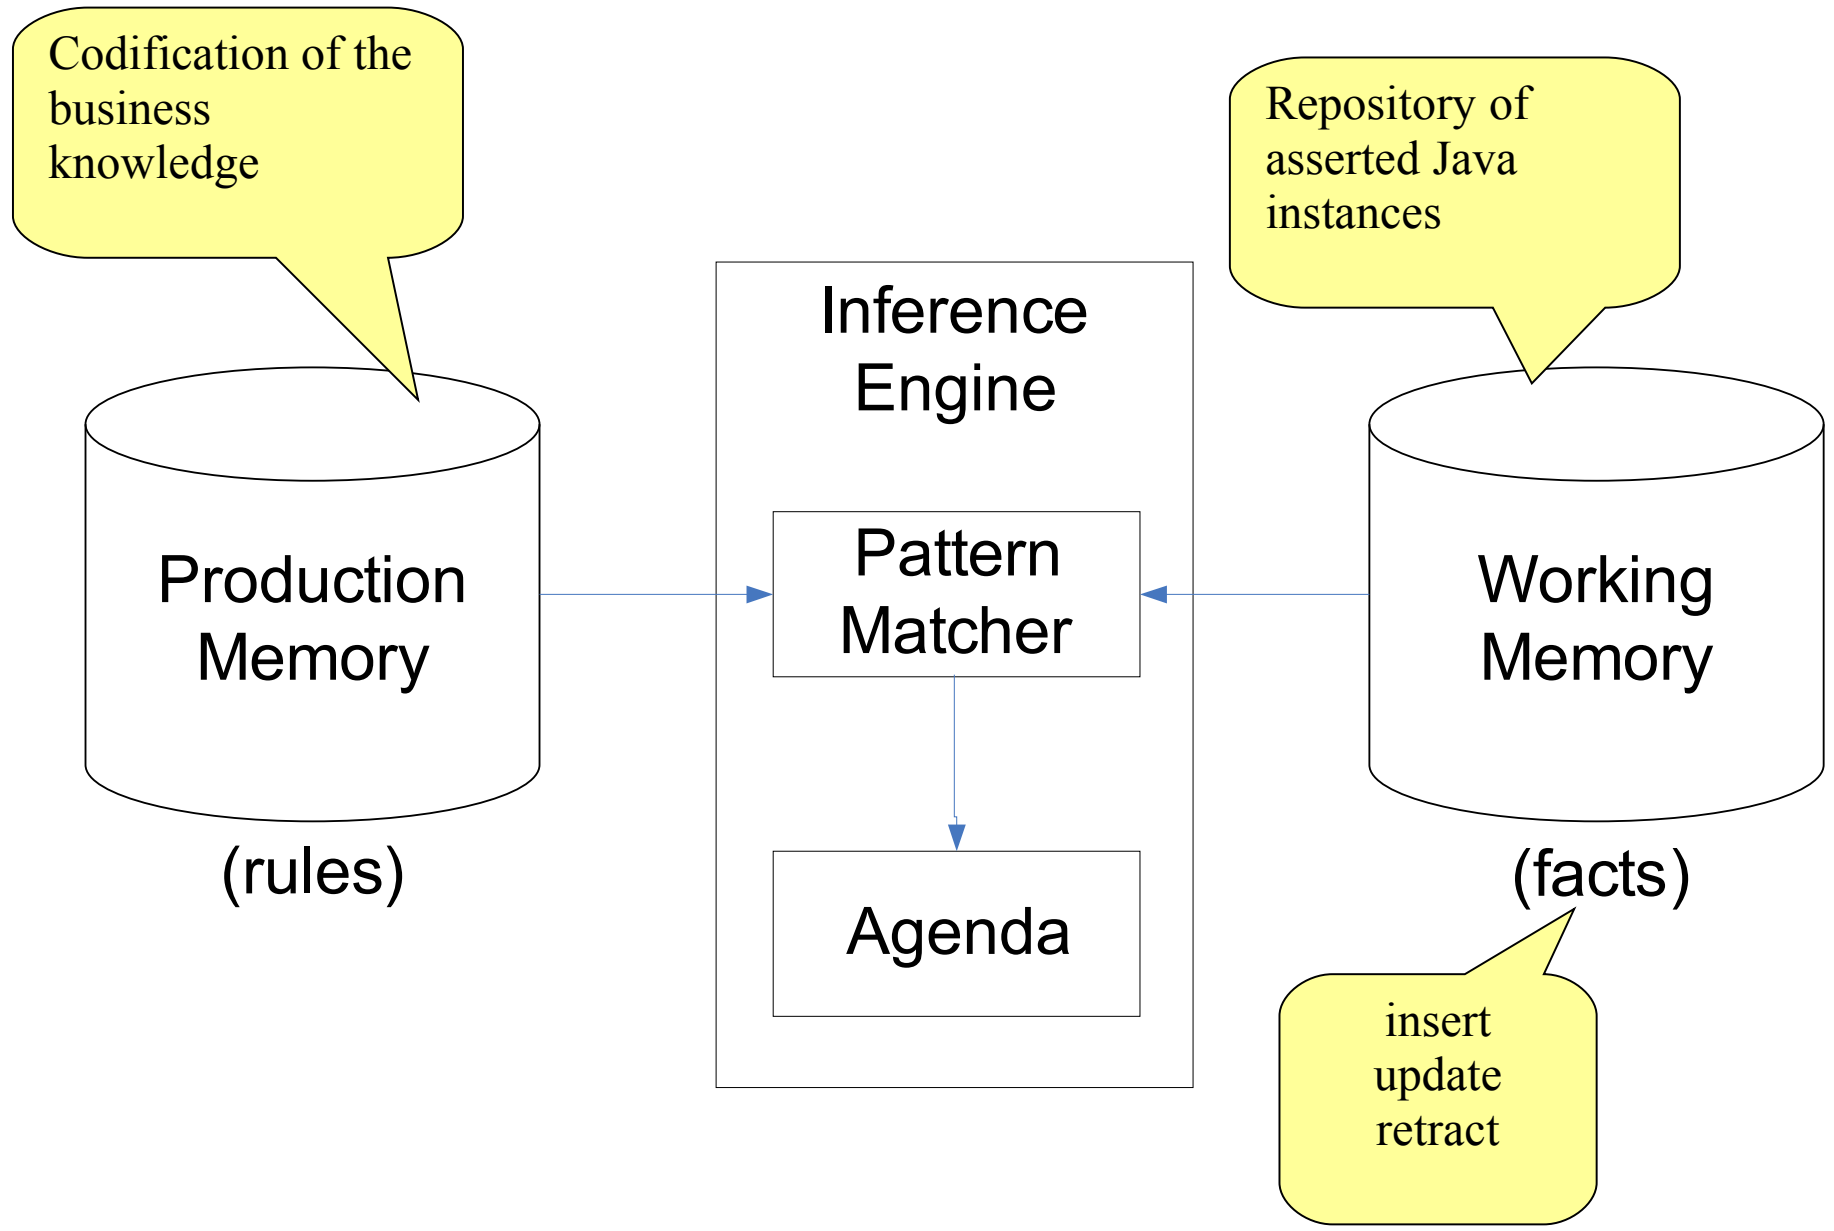 Codification of the
business
knowledge
Repository of
asserted Java
instances
Inference
Engine
Pattern
Matcher
Production
Memory
Working
Memory
(rules)
(facts)
Agenda
insert
update
retract